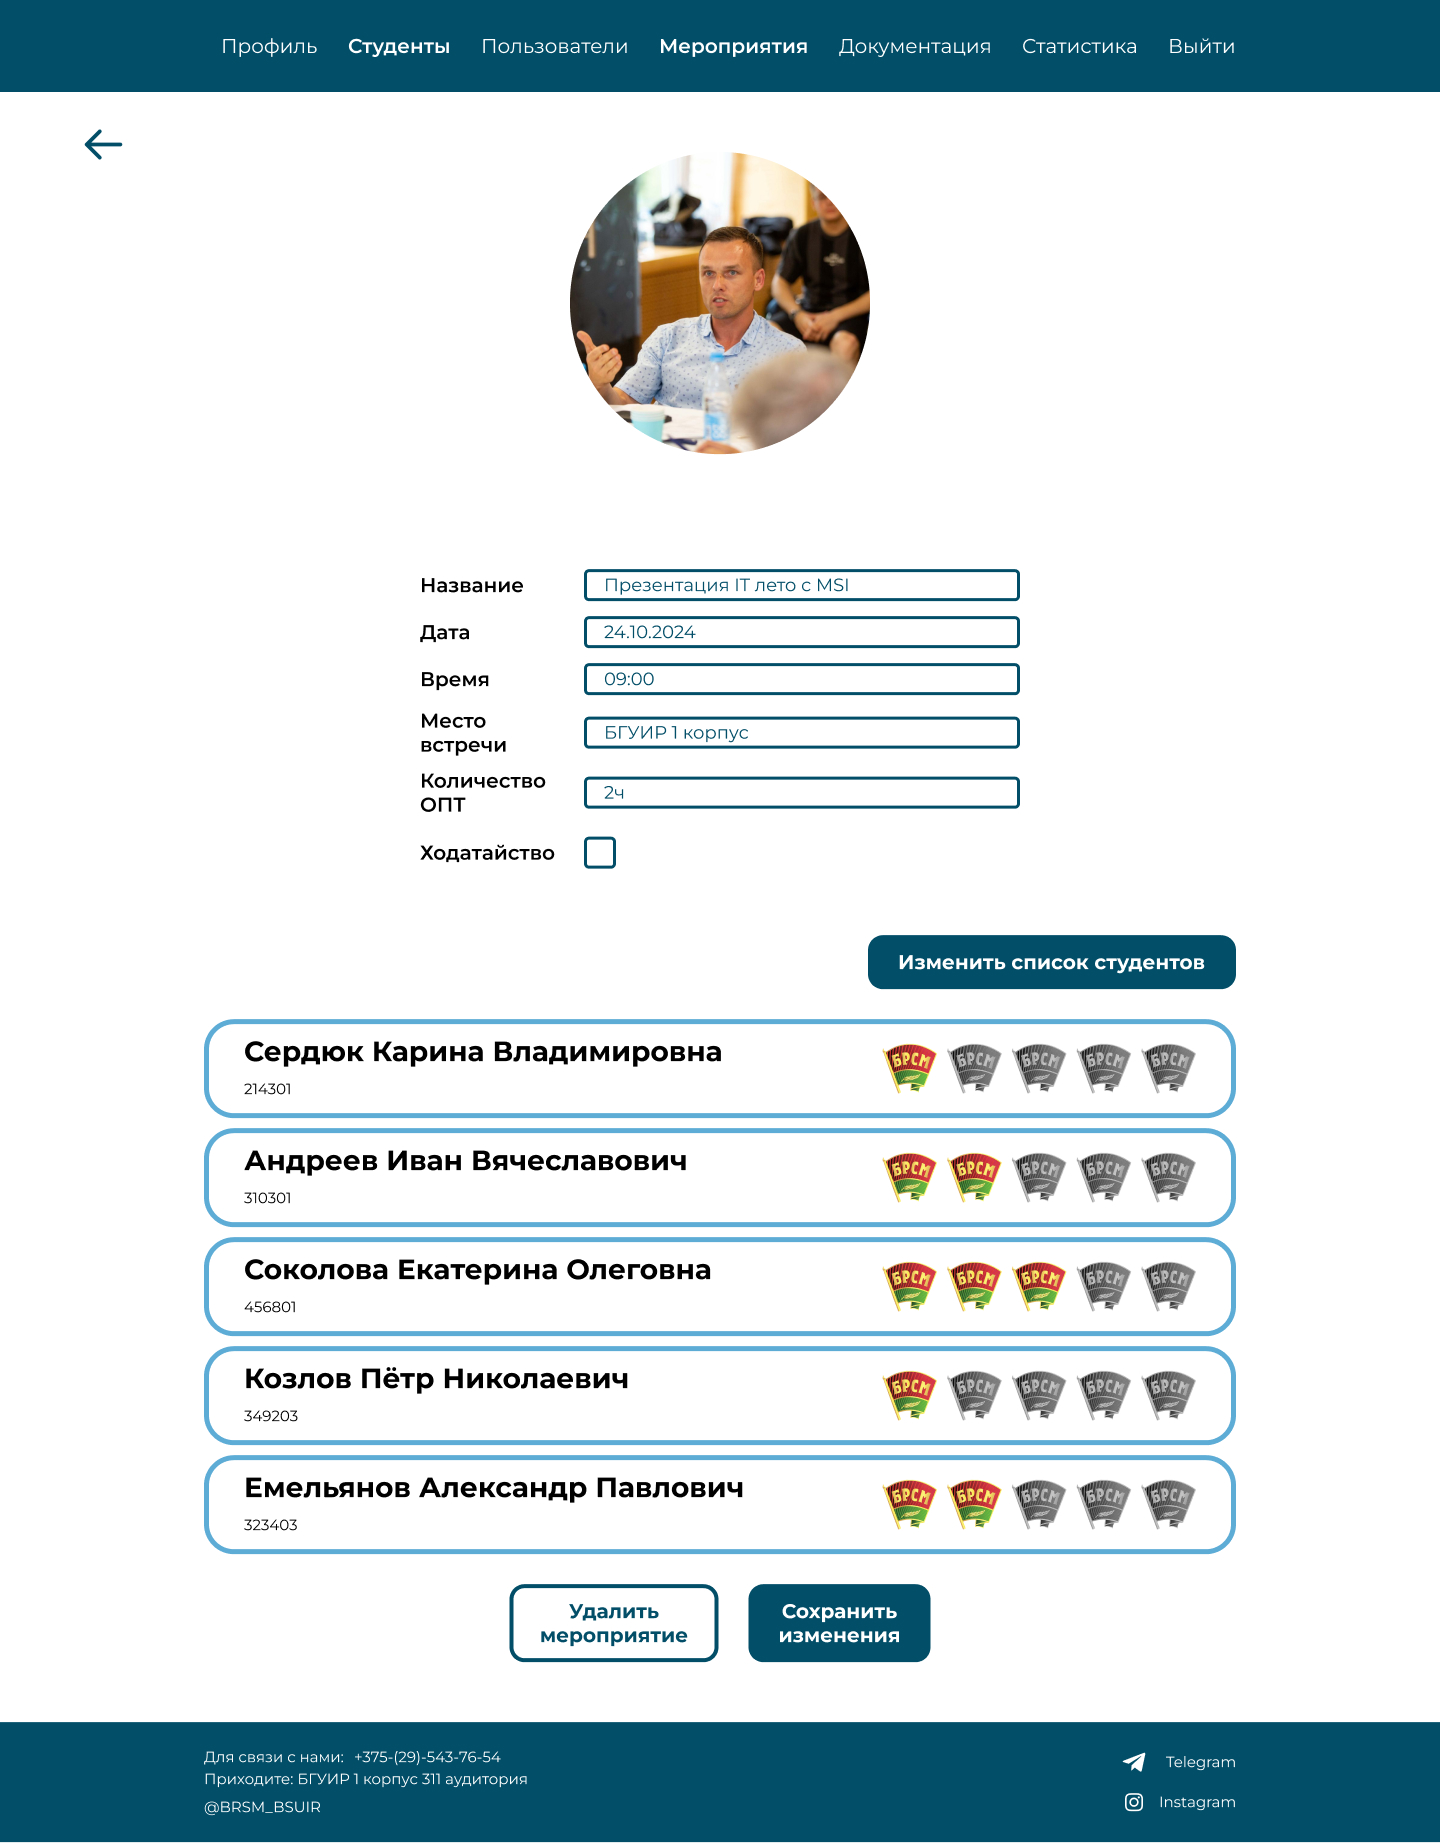 Профиль Студенты Пользователи Мероприятия Документация Статистика Выйти
Название Презентация IT лето с MSI
Дата 24.10.2024
Время 09:00
Место
встречи
БГУИР 1 корпус
Количество
ОПТ
2ч
Ходатайство
Изменить список студентов
Сердюк Карина Владимировна
214301
БРСМ БРСМ БРСМ БРСМ БРСМ
Андреев Иван Вячеславович
310301
БРСМ БРСМ БРСМ БРСМ БРСМ
Соколова Екатерина Олеговна
456801
БРСМ БРСМ БРСМ БРСМ БРСМ
Козлов Пётр Николаевич
349203
БРСМ БРСМ БРСМ БРСМ БРСМ
Емельянов Александр Павлович
323403
БРСМ БРСМ БРСМ БРСМ БРСМ
Удалить
мероприятие
Сохранить
изменения
Для связи с нами: +375-(29)-543-76-54
Приходите: БГУИР 1 корпус 311 аудитория
@BRSM_BSUIR
Telegram
Instagram